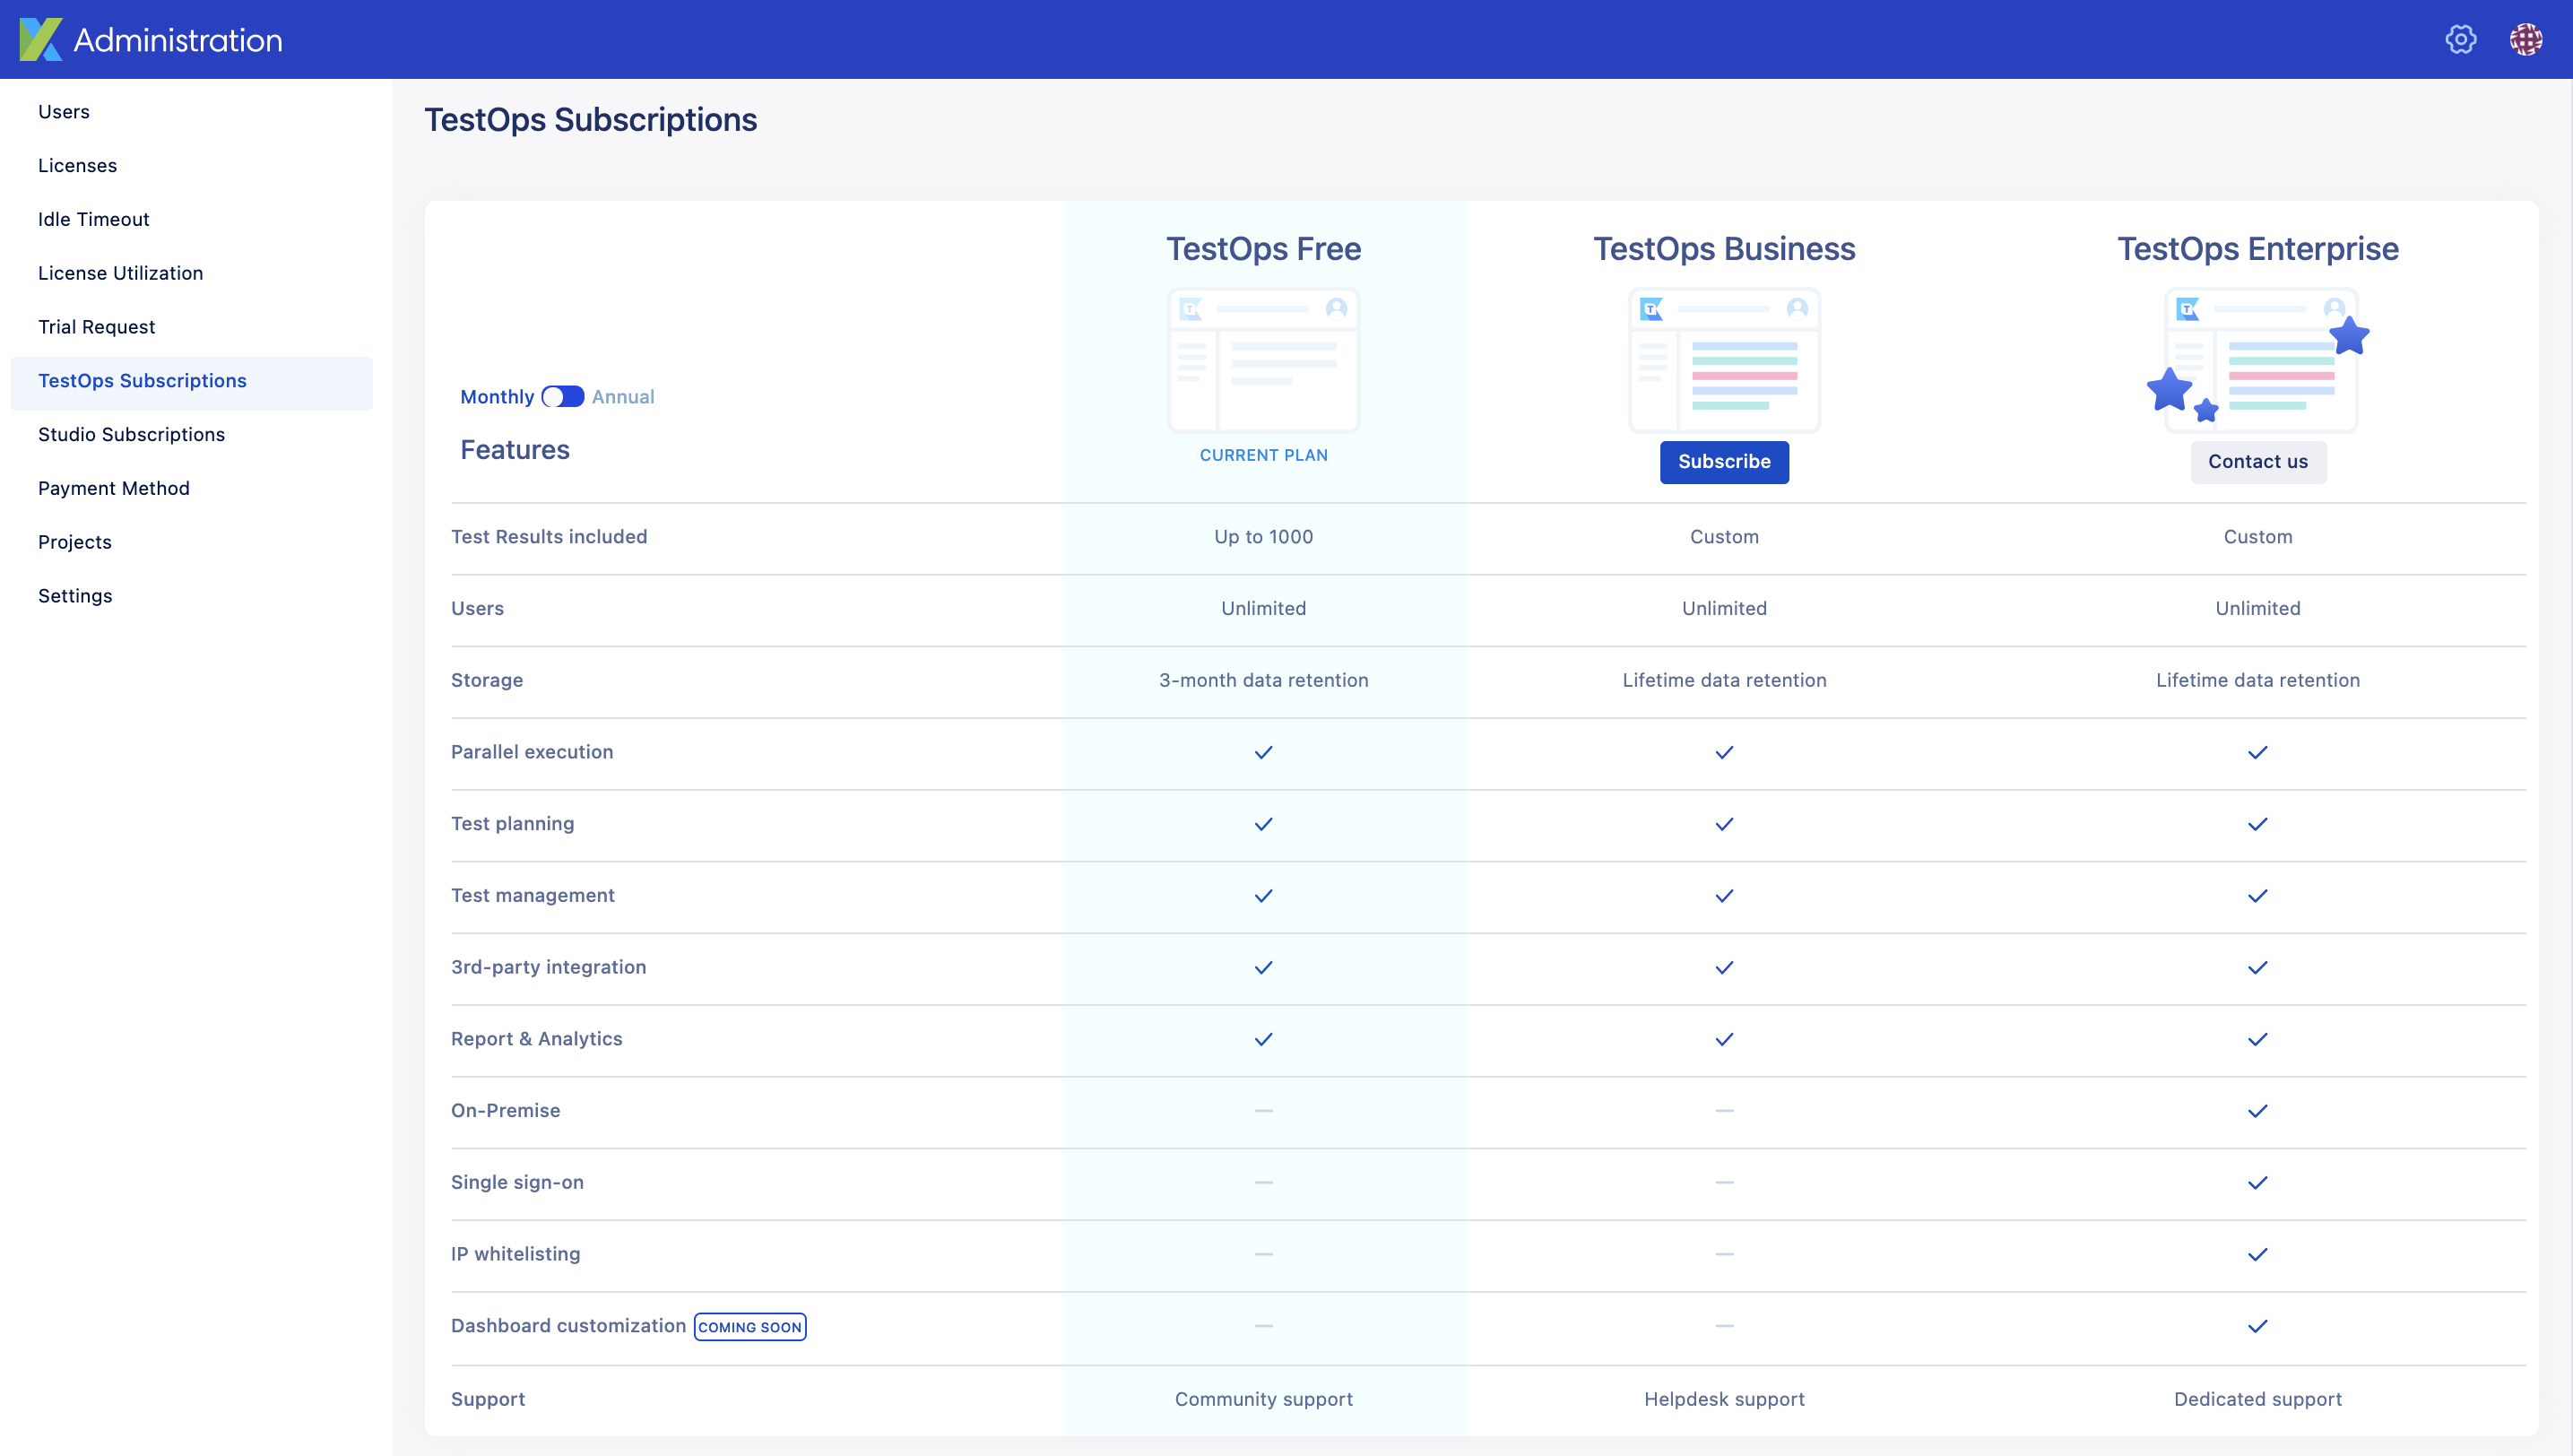 Administration
Users
Licenses
Idle Timeout
License Utilization
Trial Request
TestOps Subscriptions
Studio Subscriptions
Payment Method
Projects
Settings
TestOps Subscriptions
TestOps Free
TestOps Business
TestOps Enterprise
Monthly Annual
Features
CURRENT PLAN
Subscribe
Contact us
Test Results included Up to 1000 Custom Custom
Users Unlimited Unlimited Unlimited
Storage 3-month data retention Lifetime data retention Lifetime data retention
Parallel execution
Test planning
Test management
3rd-party integration
Report & Analytics
On-Premise
Single sign-on
IP whitelisting
Dashboard customization COMING SOON
Support Community support Helpdesk support Dedicated support